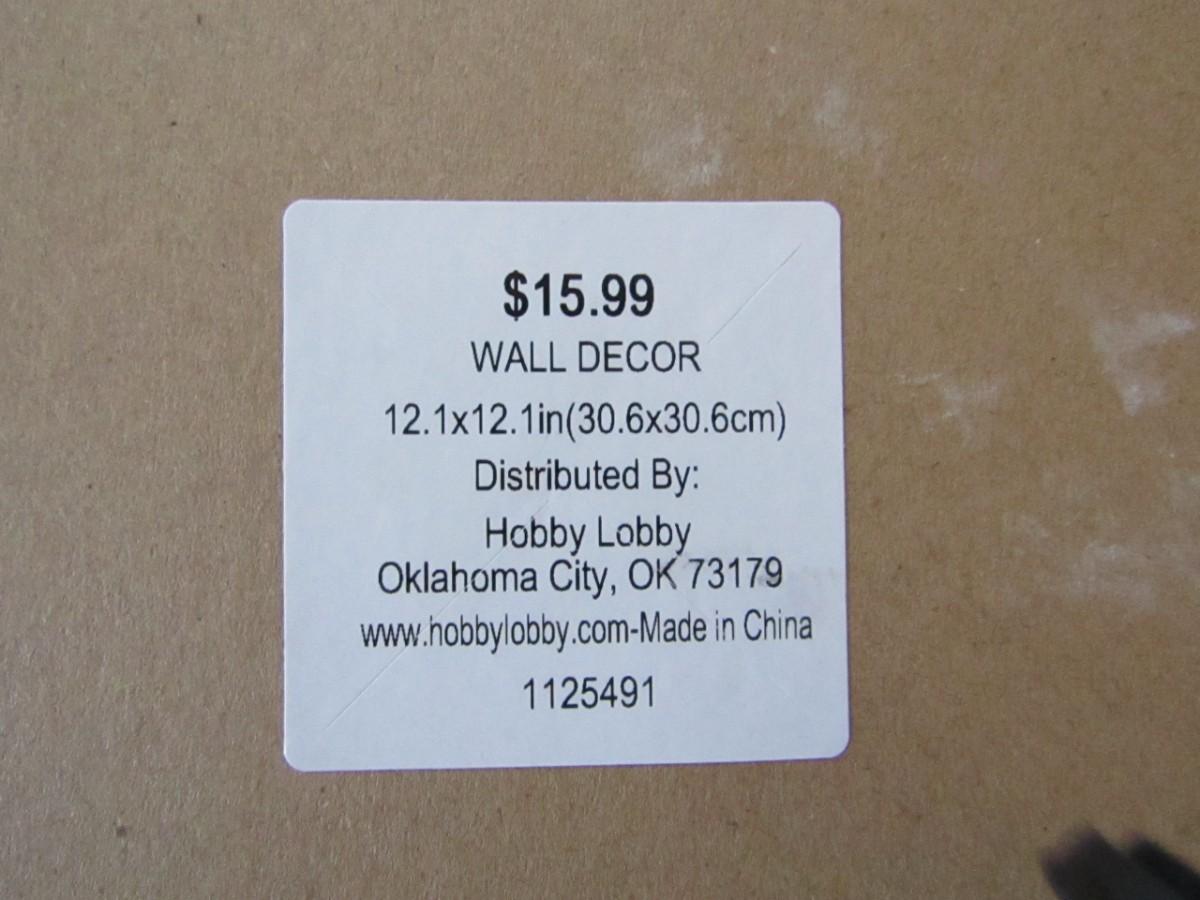 $15.99
WALL DECOR
12.1x12.1in(30.6x30.6cm)
Distributed By:
Hobby Lobby
Oklahoma City, OK 73179
www.hobbylobby.com-Made in China
1125491